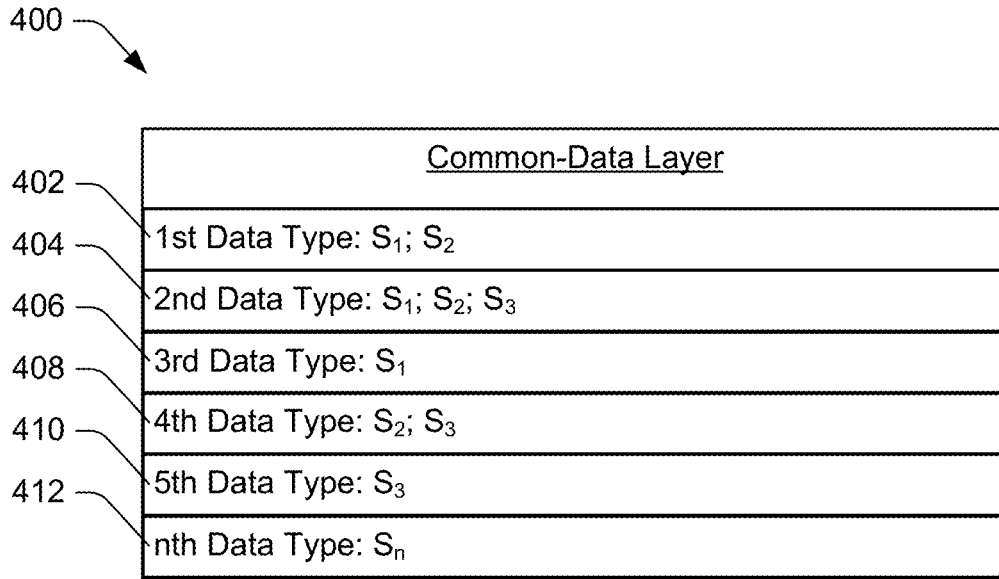 400
Common-Data Layer
402
1st Data Type: S₁; S₂
404
2nd Data Type: S₁; S₂; S₃
406
3rd Data Type: S₁
408
4th Data Type: S₂; S₃
410
5th Data Type: S₃
412
nth Data Type: Sₙ